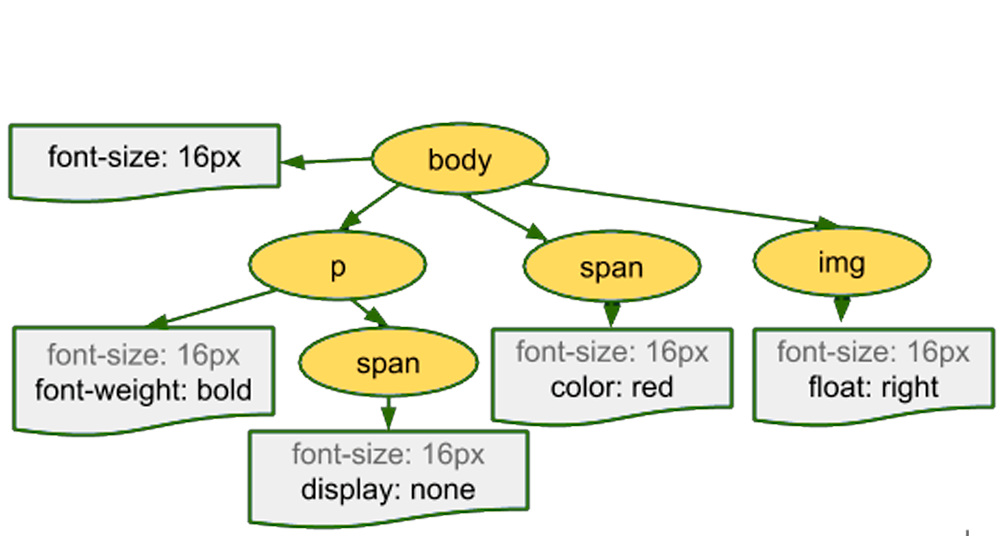 font-size: 16px
body
p
span
img
font-size: 16px
font-weight: bold
span
font-size: 16px
color: red
font-size: 16px
float: right
font-size: 16px
display: none